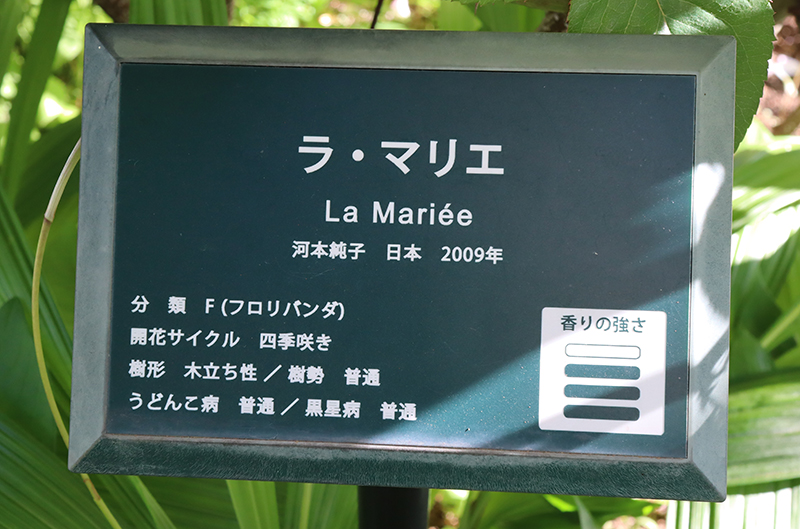 ラ・マリエ
La Mariée
河本純子　日本　2009年
分　類　F (フロリバンダ)
開花サイクル　四季咲き
樹形　木立ち性／樹勢　普通
うどんこ病　普通／黒星病　普通
香りの強さ